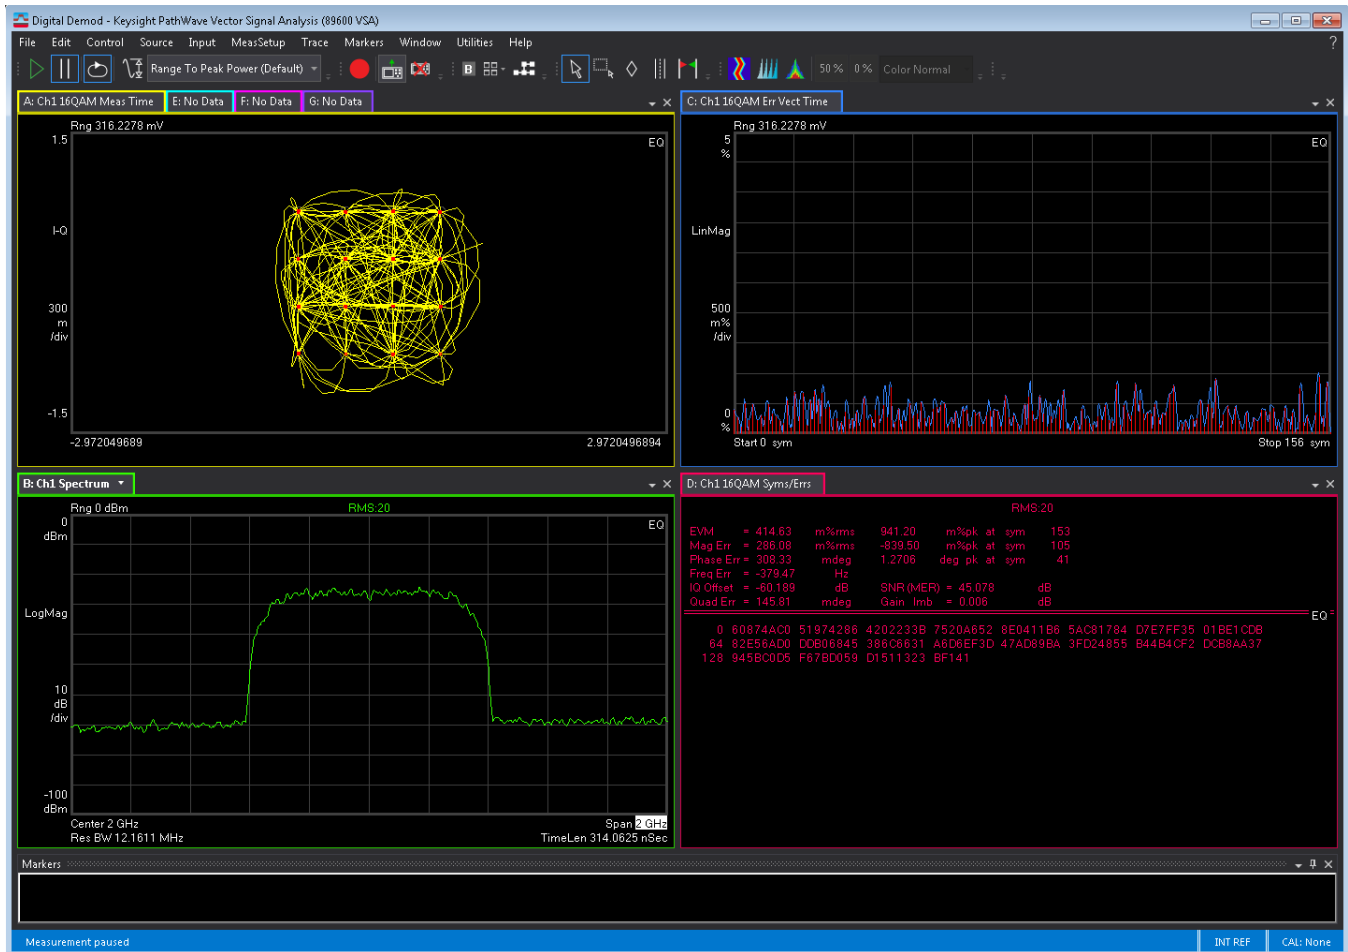 Digital Demod - Keysight PathWave Vector Signal Analysis (89600 VSA)
File Edit Control Source Input MeasSetup Trace Markers Window Utilities Help ?
Range To Peak Power (Default) B 50 % 0 % Color Normal
A: Ch1 16QAM Meas Time E: No Data F: No Data G: No Data
Rng 316.2278 mV
1.5
EQ
I-Q
300
m
/div
-1.5
-2.972049689 2.9720496894
C: Ch1 16QAM Err Vect Time
Rng 316.2278 mV
5
%
EQ
LinMag
500
m%
/div
0
%
Start 0 sym Stop 156 sym
B: Ch1 Spectrum
Rng 0 dBm RMS:20
0
dBm
EQ
LogMag
10
dB
/div
-100
dBm
Center 2 GHz Span 2 GHz
Res BW 12.1611 MHz TimeLen 314.0625 nSec
D: Ch1 16QAM Syms/Errs
RMS:20
EVM = 414.63 m%rms 941.20 m%pk at sym 153
Mag Err = 286.08 m%rms -839.50 m%pk at sym 105
Phase Err = 308.33 mdeg 1.2706 deg pk at sym 41
Freq Err = -379.47 Hz
IQ Offset = -60.189 dB SNR(MER) = 45.078 dB
Quad Err = 145.81 mdeg Gain Imb = 0.006 dB
EQ
0 60874AC0 51974286 4202233B 7520A652 8E0411B6 5AC81784 D7E7FF35 01BE1CDB
64 82E56AD0 DDB06845 386C6631 A6D6EF3D 47AD69BA 3FD24855 B44B4CF2 DCB8AA37
128 945BC0D5 F67BD059 D1511323 BF141
Markers
Measurement paused INT REF CAL: None